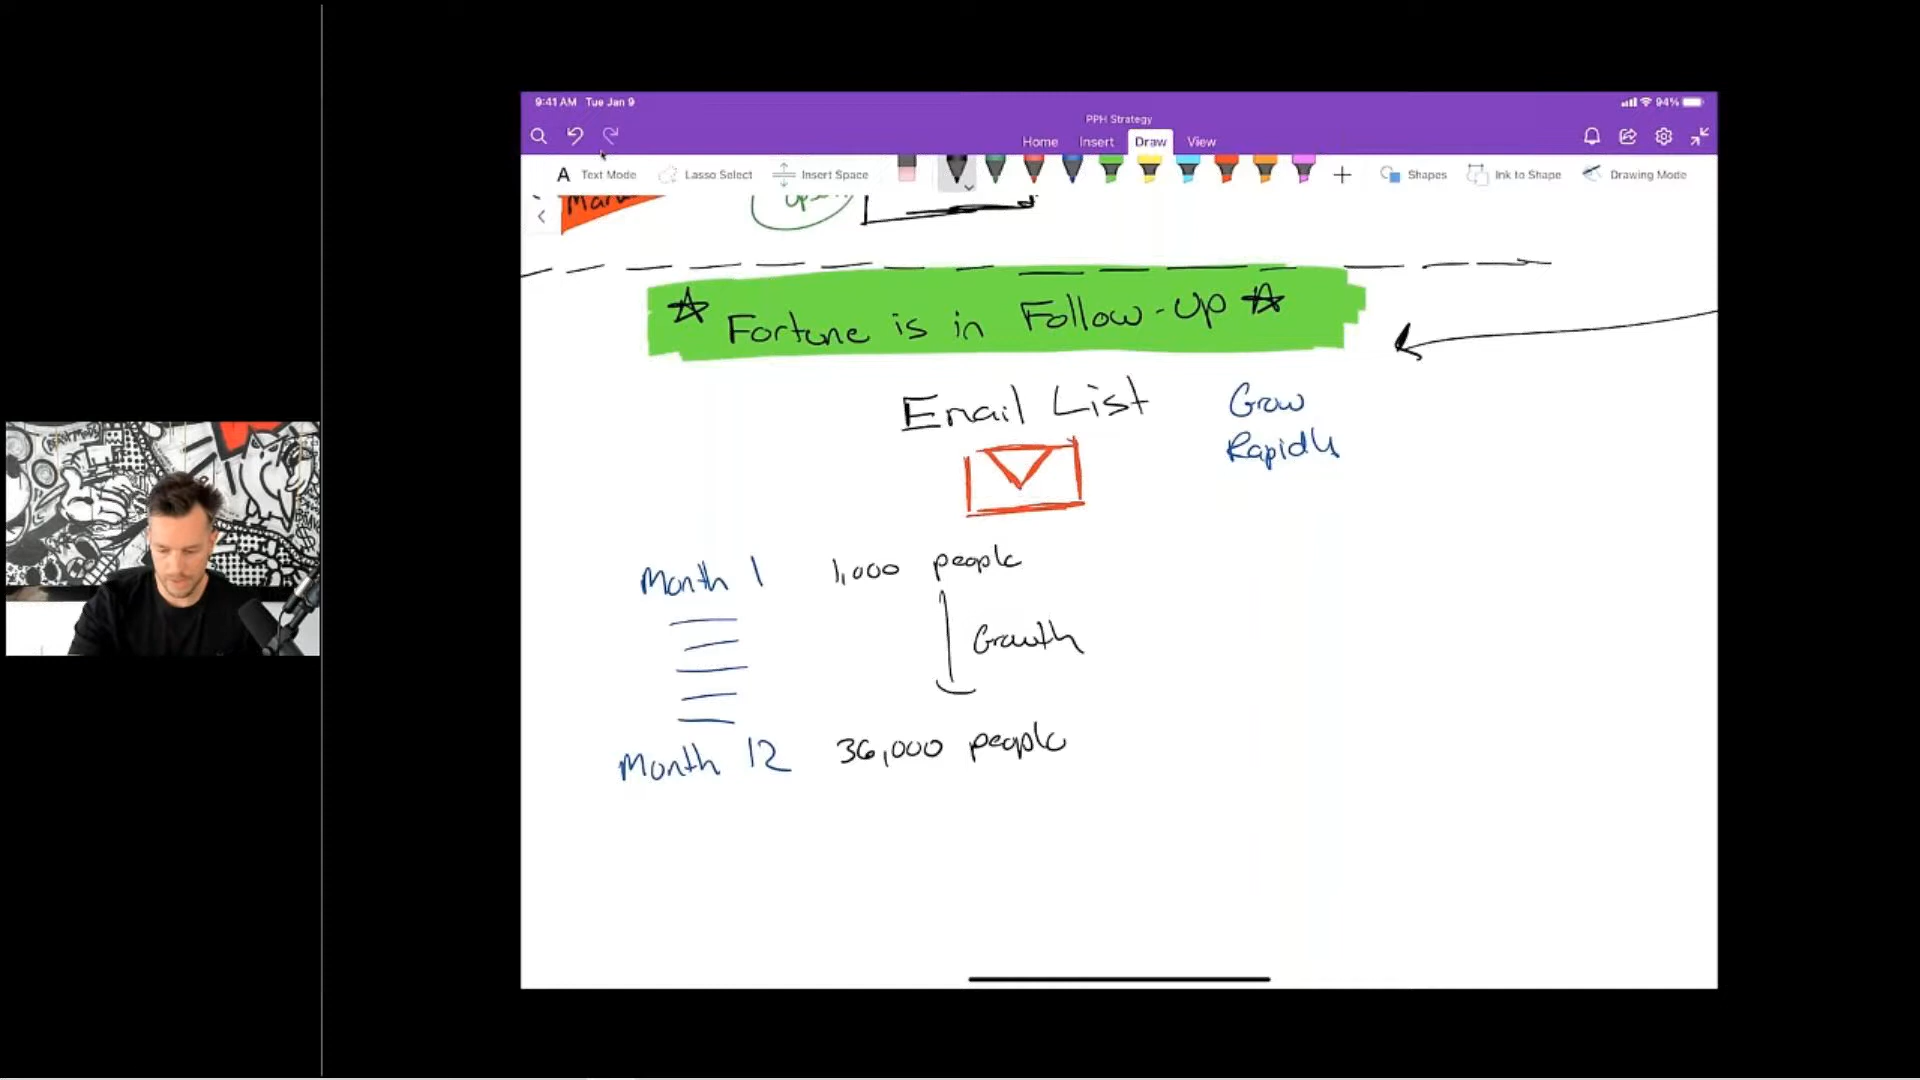 9:41 AM Tue Jan 9
94%
PPH Strategy
Home Insert Draw View
Text Mode Lasso Select Insert Space Shapes Ink to Shape Drawing Mode
Fortune is in Follow-Up
Email List
Grow
Rapidly
Month 1 1,000 people
Growth
Month 12 36,000 people